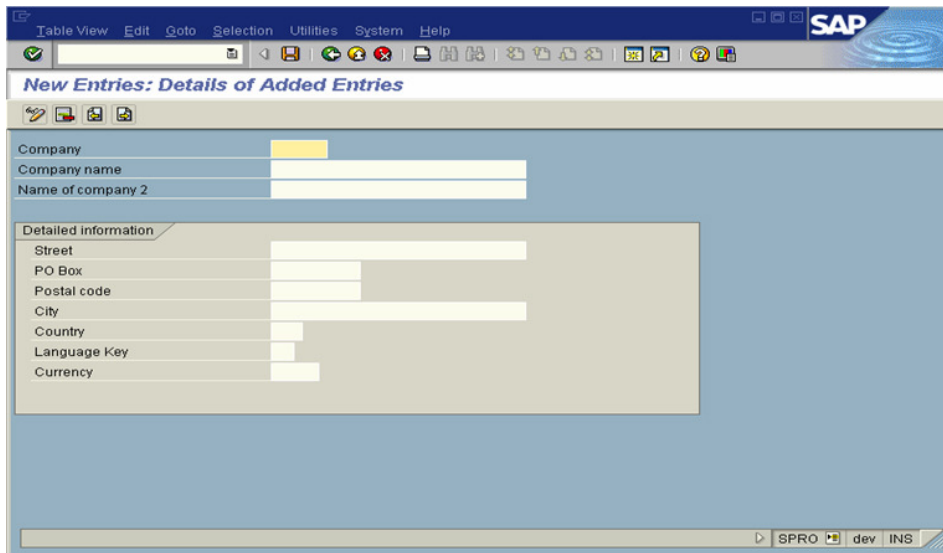 Table View Edit Goto Selection Utilities System Help
SAP
New Entries: Details of Added Entries
Company
Company name
Name of company 2
Detailed information
Street
PO Box
Postal code
City
Country
Language Key
Currency
SPRO dev INS